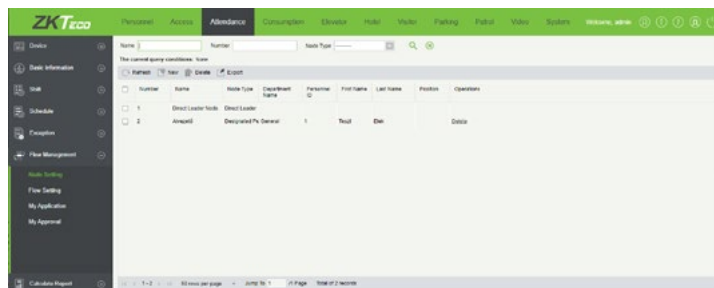 ZKTECO
Personnel Access Attendance Consumption Elevator Hotel Visitor Parking Patrol Video System Welcome, admin
Device
Basic Information
Shift
Schedule
Exception
Flow Management
Node Setting
Flow Setting
My Application
My Approval
Calculate Report
Name Number Node Type --------
The current query conditions: None
Refresh New Delete Export
Number Name Node Type Department Name Personnel ID First Name Last Name Position Operations
1 Direct Leader Node Direct Leader
2 Designated Pe General 1 Delete
1-2 50 rows per page Jump To 1 /1 Page Total of 2 records